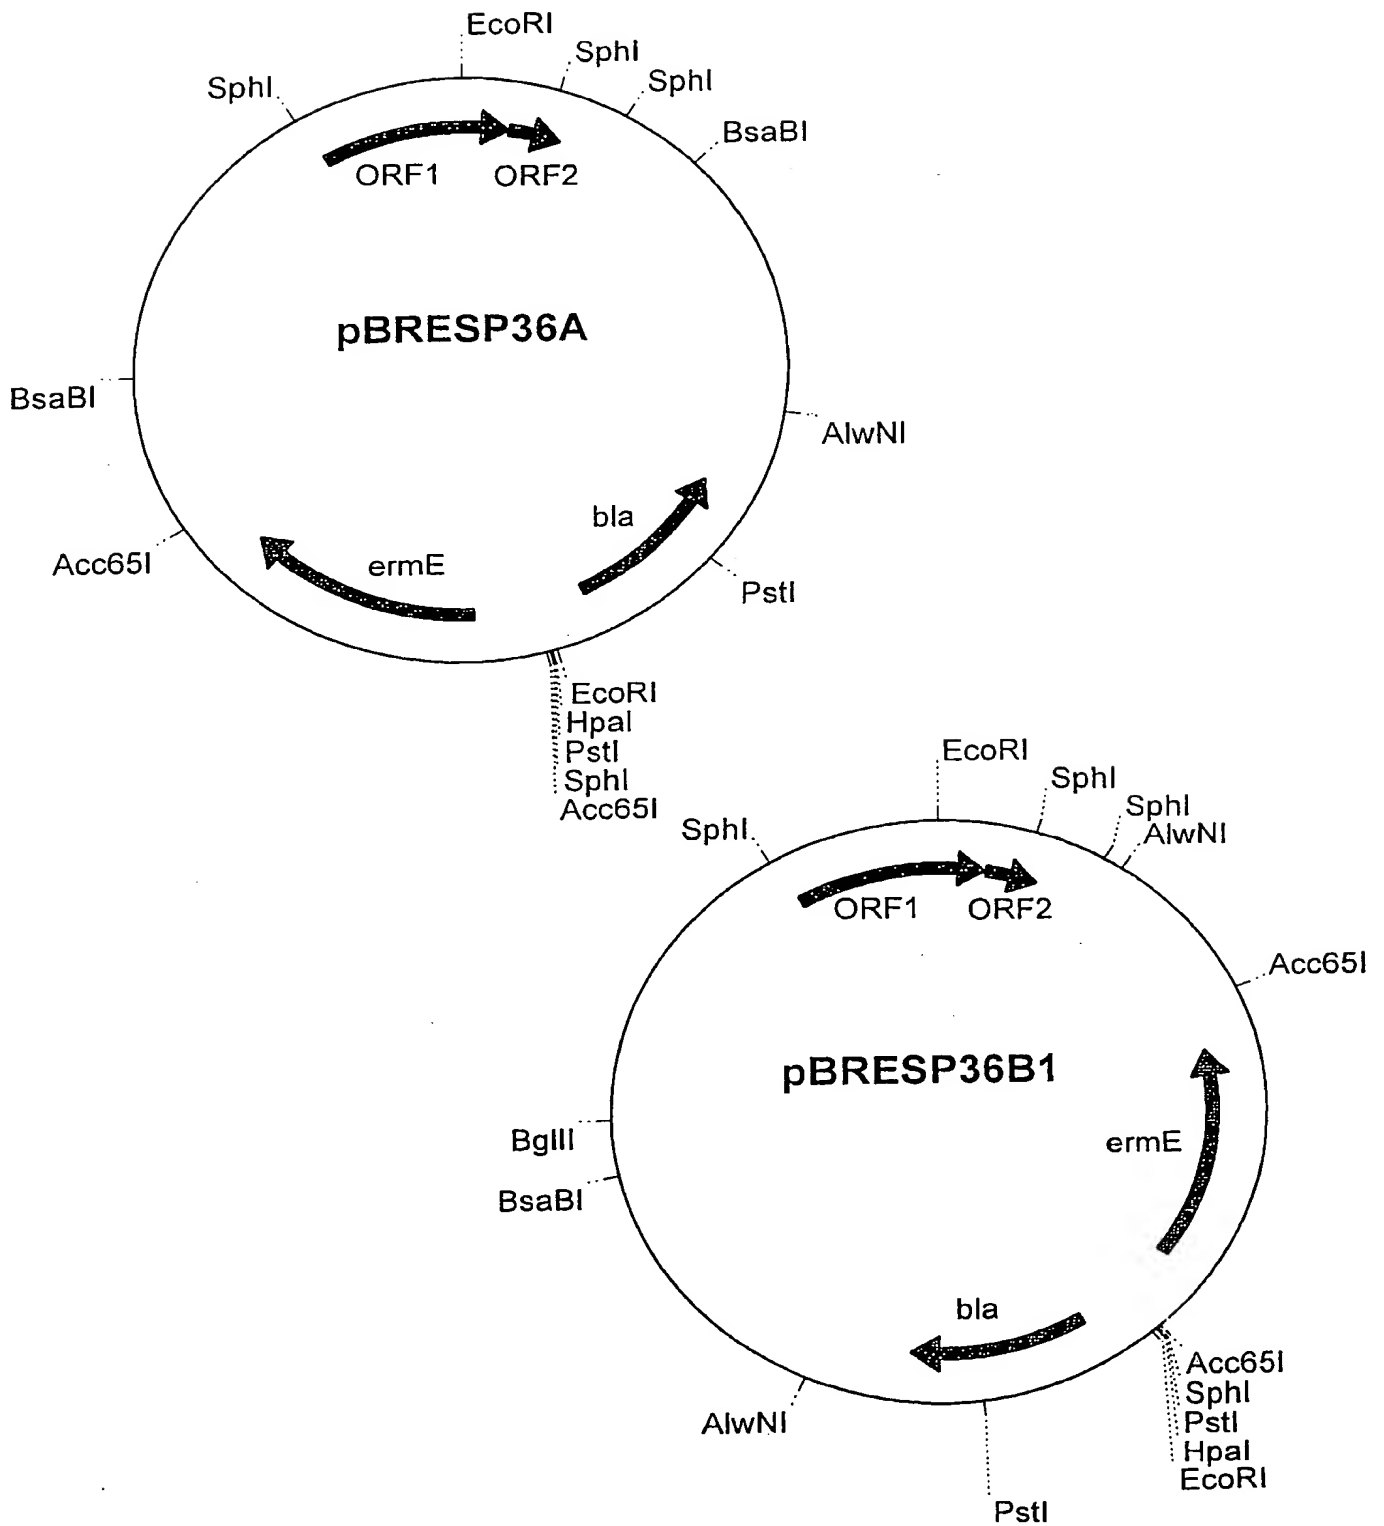 EcoRI
SphI
SphI
SphI
BsaBI
ORF1
ORF2
pBRESP36A
BsaBI
AlwNI
bla
Acc65I
ermE
PstI
EcoRI
HpaI
PstI
SphI
Acc65I
EcoRI
SphI
SphI
SphI
AlwNI
ORF1
ORF2
Acc65I
pBRESP36B1
BglII
ermE
BsaBI
bla
Acc65I
SphI
AlwNI
PstI
HpaI
EcoRI
PstI